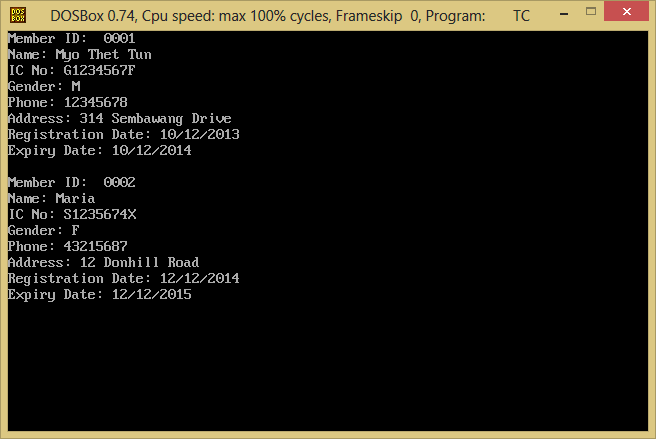 DOS BOX DOSBox 0.74, Cpu speed: max 100% cycles, Frameskip 0, Program: TC
Member ID:  0001
Name: Myo Thet Tun
IC No: G1234567F
Gender: M
Phone: 12345678
Address: 314 Sembawang Drive
Registration Date: 10/12/2013
Expiry Date: 10/12/2014
Member ID:  0002
Name: Maria
IC No: S1235674X
Gender: F
Phone: 43215687
Address: 12 Donhill Road
Registration Date: 12/12/2014
Expiry Date: 12/12/2015